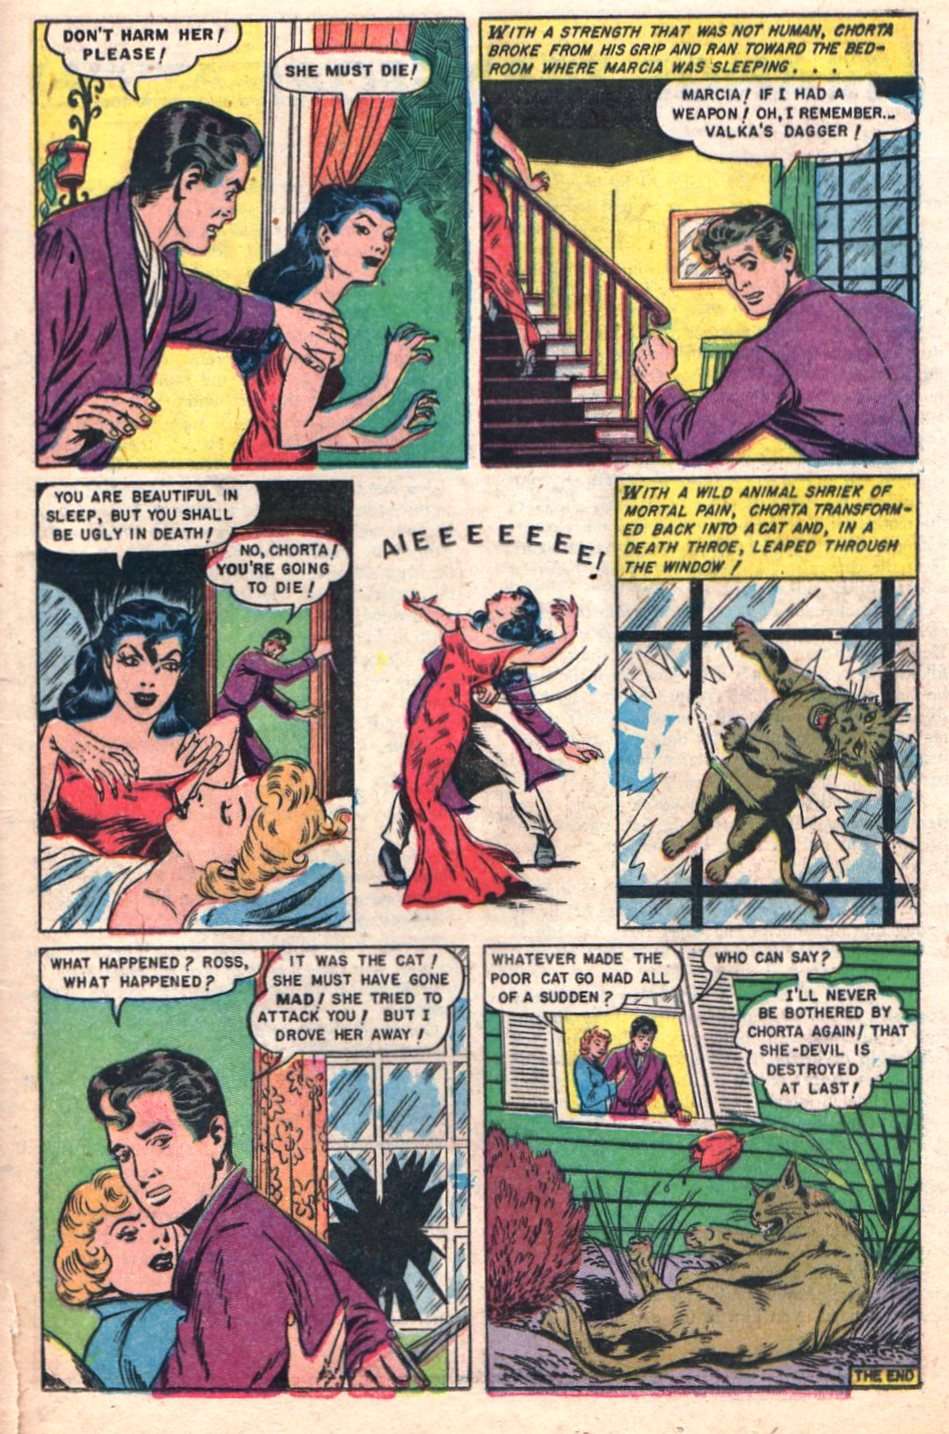 DON'T HARM HER!
PLEASE!
SHE MUST DIE!
WITH A STRENGTH THAT WAS NOT HUMAN, CHORTA
BROKE FROM HIS GRIP AND RAN TOWARD THE BED-
ROOM WHERE MARCIA WAS SLEEPING . . .
MARCIA! IF I HAD A
WEAPON! OH, I REMEMBER...
VALKA'S DAGGER!
YOU ARE BEAUTIFUL IN
SLEEP, BUT YOU SHALL
BE UGLY IN DEATH!
NO, CHORTA!
YOU'RE GOING
TO DIE!
AIEEEEEEEE!
WITH A WILD ANIMAL SHRIEK OF
MORTAL PAIN, CHORTA TRANSFORM-
ED BACK INTO A CAT AND, IN A
DEATH THROE, LEAPED THROUGH
THE WINDOW!
WHAT HAPPENED? ROSS,
WHAT HAPPENED?
IT WAS THE CAT!
SHE MUST HAVE GONE
MAD! SHE TRIED TO
ATTACK YOU! BUT I
DROVE HER AWAY!
WHATEVER MADE THE
POOR CAT GO MAD ALL
OF A SUDDEN?
WHO CAN SAY?
I'LL NEVER
BE BOTHERED BY
CHORTA AGAIN! THAT
SHE-DEVIL IS
DESTROYED
AT LAST!
THE END